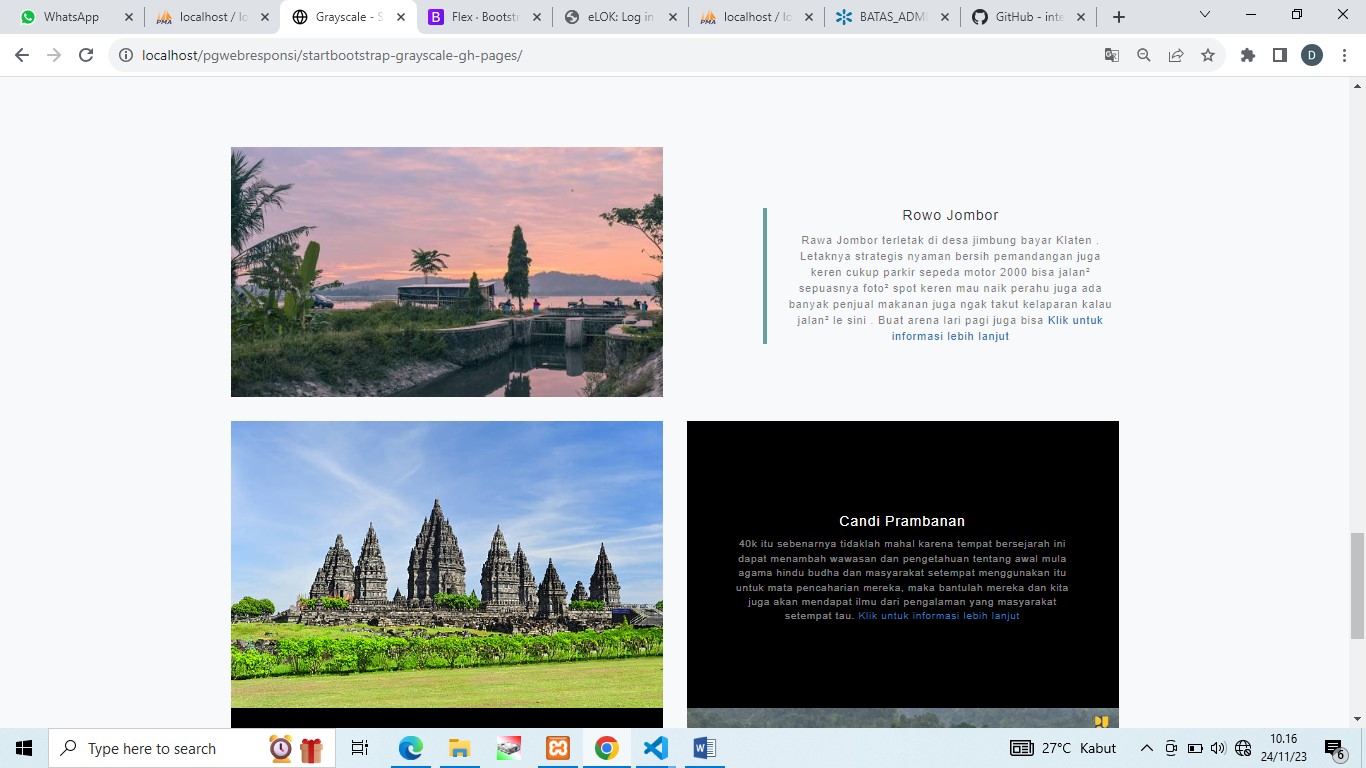 WhatsApp
localhost / lo
Grayscale - S
Flex · Bootst
eLOK: Log in
localhost / lo
BATAS_ADMI
GitHub - inte
localhost/pgwebresponsi/startbootstrap-grayscale-gh-pages/
D
Rowo Jombor
Rawa Jombor terletak di desa jimbung bayar Klaten .
Letaknya strategis nyaman bersih pemandangan juga
keren cukup parkir sepeda motor 2000 bisa jalan²
sepuasnya foto² spot keren mau naik perahu juga ada
banyak penjual makanan juga ngak takut kelaparan kalau
jalan² le sini . Buat arena lari pagi juga bisa Klik untuk
informasi lebih lanjut
Candi Prambanan
40k itu sebenarnya tidaklah mahal karena tempat bersejarah ini
dapat menambah wawasan dan pengetahuan tentang awal mula
agama hindu budha dan masyarakat setempat menggunakan itu
untuk mata pencaharian mereka, maka bantulah mereka dan kita
juga akan mendapat ilmu dari pengalaman yang masyarakat
setempat tau. Klik untuk informasi lebih lanjut
Type here to search
27°C Kabut
10.16
24/11/23
6